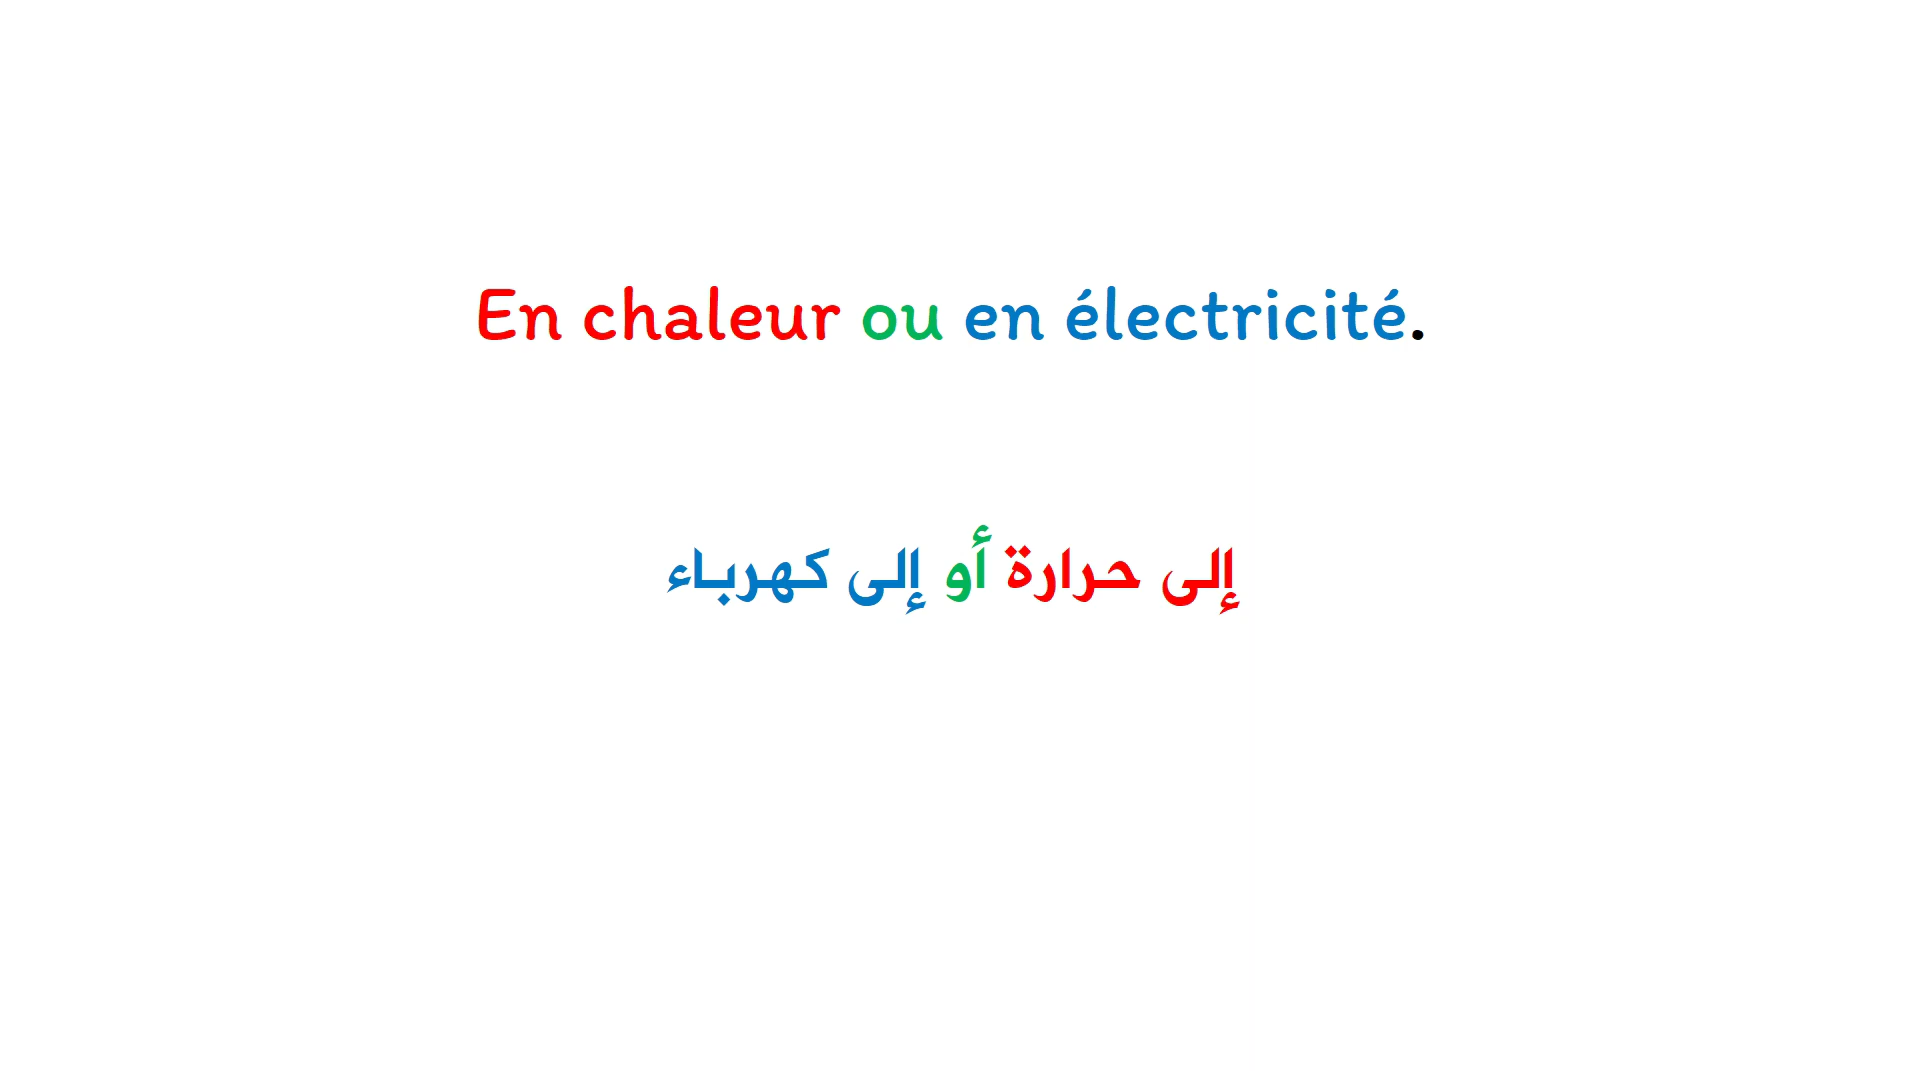 En chaleur ou en électricité.
إلى حرارة أو إلى كهرباء